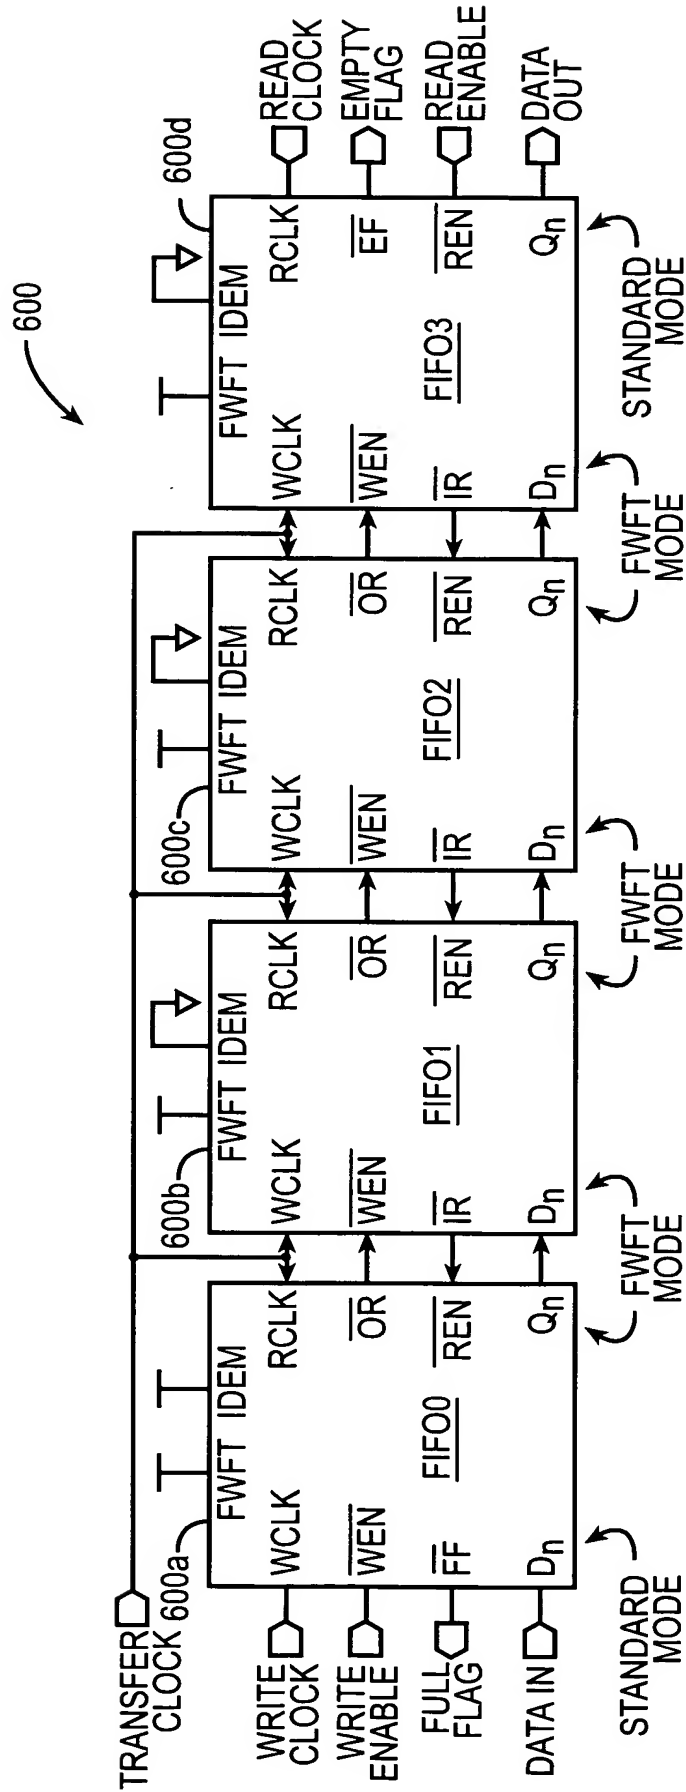 600
TRANSFER
CLOCK
600a
FWFT IDEM
WRITE
CLOCK
WCLK
RCLK
WRITE
ENABLE
WEN
OR
FULL
FLAG
FF
FIFO0
REN
DATA IN
Dn
Qn
STANDARD
MODE
FWFT
MODE
600b
FWFT IDEM
WCLK
RCLK
WEN
OR
IR
FIFO1
REN
Dn
Qn
FWFT
MODE
600c
FWFT IDEM
WCLK
RCLK
WEN
OR
IR
FIFO2
REN
Dn
Qn
FWFT
MODE
600d
FWFT IDEM
WCLK
RCLK
READ
CLOCK
WEN
EF
EMPTY
FLAG
IR
FIFO3
REN
READ
ENABLE
Dn
Qn
DATA
OUT
STANDARD
MODE